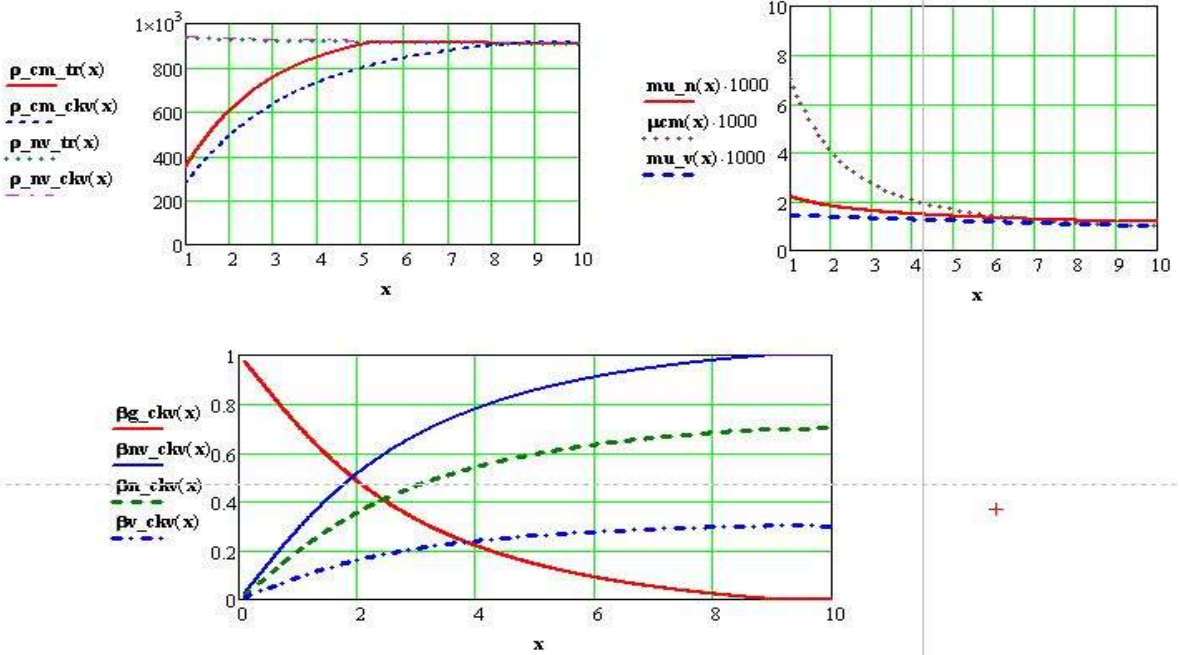 1×10³
800
600
400
200
0
1 2 3 4 5 6 7 8 9 10
x
ρ_cm_tr(x)
ρ_cm_ckv(x)
ρ_nv_tr(x)
ρ_nv_ckv(x)
10
8
6
4
2
0
1 2 3 4 5 6 7 8 9 10
x
mu_n(x)·1000
μcm(x)·1000
mu_v(x)·1000
1
0.8
0.6
0.4
0.2
0
0 2 4 6 8 10
x
βg_ckv(x)
βnv_ckv(x)
βn_ckv(x)
βv_ckv(x)